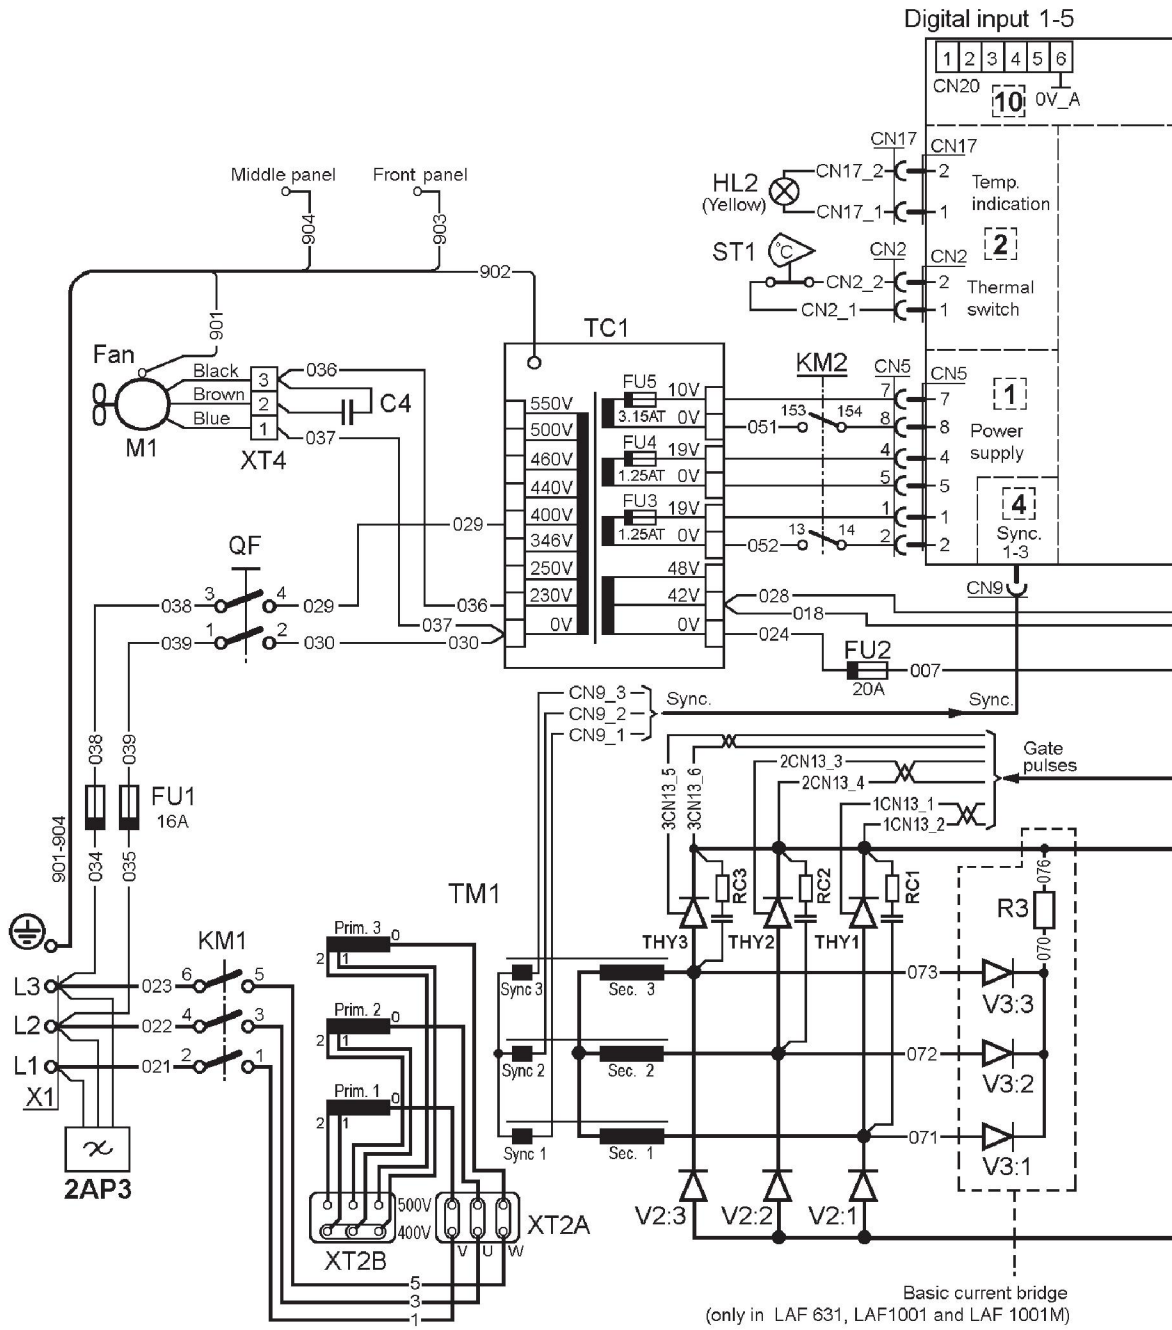 Digital input 1-5
1 2 3 4 5 6
CN20
10
0V_A
Middle panel
Front panel
904
903
902
901
CN17
CN17
CN17_2
2
HL2
(Yellow)
CN17_1
1
Temp.
indication
2
ST1
°C
CN2
CN2
CN2_2
2
CN2_1
1
Thermal
switch
TC1
KM2
CN5
CN5
Fan
M1
Black
Brown
Blue
3
2
1
XT4
036
037
C4
550V
500V
460V
440V
400V
346V
250V
230V
0V
FU5
3.15AT
10V
0V
FU4
1.25AT
19V
0V
FU3
1.25AT
19V
0V
48V
42V
0V
051
153
154
052
13
14
7
7
8
8
4
4
5
5
1
1
2
2
1
Power
supply
4
Sync.
1-3
CN9
029
QF
038
3
4
029
036
039
1
2
030
037
030
028
018
024
FU2
20A
007
CN9_3
CN9_2
CN9_1
Sync.
Sync.
038
039
FU1
16A
034
035
901-904
3CN13_5
3CN13_6
2CN13_3
2CN13_4
1CN13_1
1CN13_2
Gate
pulses
RC3
RC2
RC1
THY3
THY2
THY1
076
R3
070
TM1
KM1
L3
023
6
5
L2
022
4
3
L1
021
2
1
X1
2AP3
Prim. 3
0
2
1
Prim. 2
0
2
1
Prim. 1
0
2
1
Sync 3
Sec. 3
073
V3:3
Sync 2
Sec. 2
072
V3:2
Sync 1
Sec. 1
071
V3:1
500V
400V
XT2B
XT2A
V U W
V2:3
V2:2
V2:1
5
3
1
Basic current bridge
(only in LAF 631, LAF1001 and LAF 1001M)